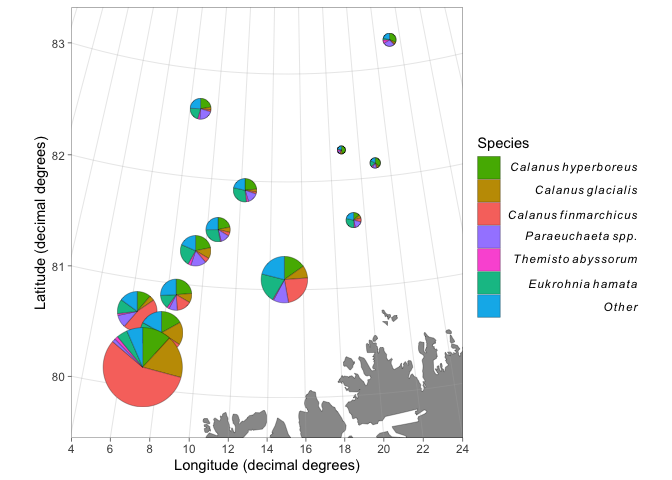 83
82
81
80
Latitude (decimal degrees)
4 6 8 10 12 14 16 18 20 22 24
Longitude (decimal degrees)
Species
Calanus hyperboreus
Calanus glacialis
Calanus finmarchicus
Paraeuchaeta spp.
Themisto abyssorum
Eukrohnia hamata
Other